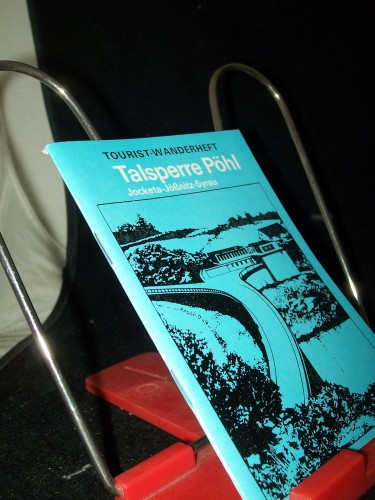 TOURIST-WANDERHEFT
Talsperre Pöhl
Jocketa-Jößnitz-Syrau